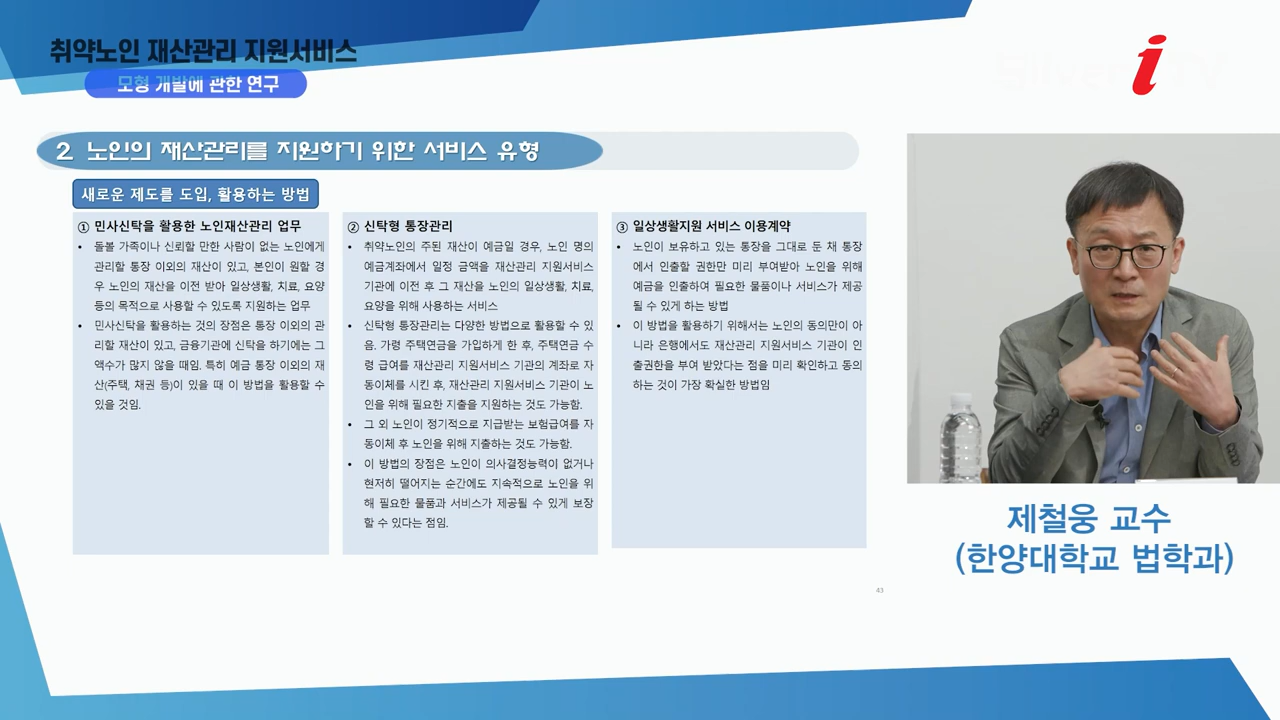 취약노인 재산관리 지원서비스
모형 개발에 관한 연구
i
2 노인의 재산관리를 지원하기 위한 서비스 유형
새로운 제도를 도입, 활용하는 방법
① 민사신탁을 활용한 노인재산관리 업무
• 돌볼 가족이나 신뢰할 만한 사람이 없는 노인에게
관리할 통장 이외의 재산이 있고, 본인이 원할 경
우 노인의 재산을 이전 받아 일상생활, 치료, 요양
등의 목적으로 사용할 수 있도록 지원하는 업무
• 민사신탁을 활용하는 것의 장점은 통장 이외의 관
리할 재산이 있고, 금융기관에 신탁을 하기에는 그
액수가 많지 않을 때임. 특히 예금 통장 이외의 재
산(주택, 채권 등)이 있을 때 이 방법을 활용할 수
있을 것임.
② 신탁형 통장관리
• 취약노인의 주된 재산이 예금일 경우, 노인 명의
예금계좌에서 일정 금액을 재산관리 지원서비스
기관에 이전 후 그 재산을 노인의 일상생활, 치료,
요양을 위해 사용하는 서비스
• 신탁형 통장관리는 다양한 방법으로 활용할 수 있
음. 가령 주택연금을 가입하게 한 후, 주택연금 수
령 급여를 재산관리 지원서비스 기관의 계좌로 자
동이체를 시킨 후, 재산관리 지원서비스 기관이 노
인을 위해 필요한 지출을 지원하는 것도 가능함.
• 그 외 노인이 정기적으로 지급받는 보험급여를 자
동이체 후 노인을 위해 지출하는 것도 가능함.
• 이 방법의 장점은 노인이 의사결정능력이 없거나
현저히 떨어지는 순간에도 지속적으로 노인을 위
해 필요한 물품과 서비스가 제공될 수 있게 보장
할 수 있다는 점임.
③ 일상생활지원 서비스 이용계약
• 노인이 보유하고 있는 통장을 그대로 둔 채 통장
에서 인출할 권한만 미리 부여받아 노인을 위해
예금을 인출하여 필요한 물품이나 서비스가 제공
될 수 있게 하는 방법
• 이 방법을 활용하기 위해서는 노인의 동의만이 아
니라 은행에서도 재산관리 지원서비스 기관이 인
출권한을 부여 받았다는 점을 미리 확인하고 동의
하는 것이 가장 확실한 방법임
43
제철웅 교수
(한양대학교 법학과)